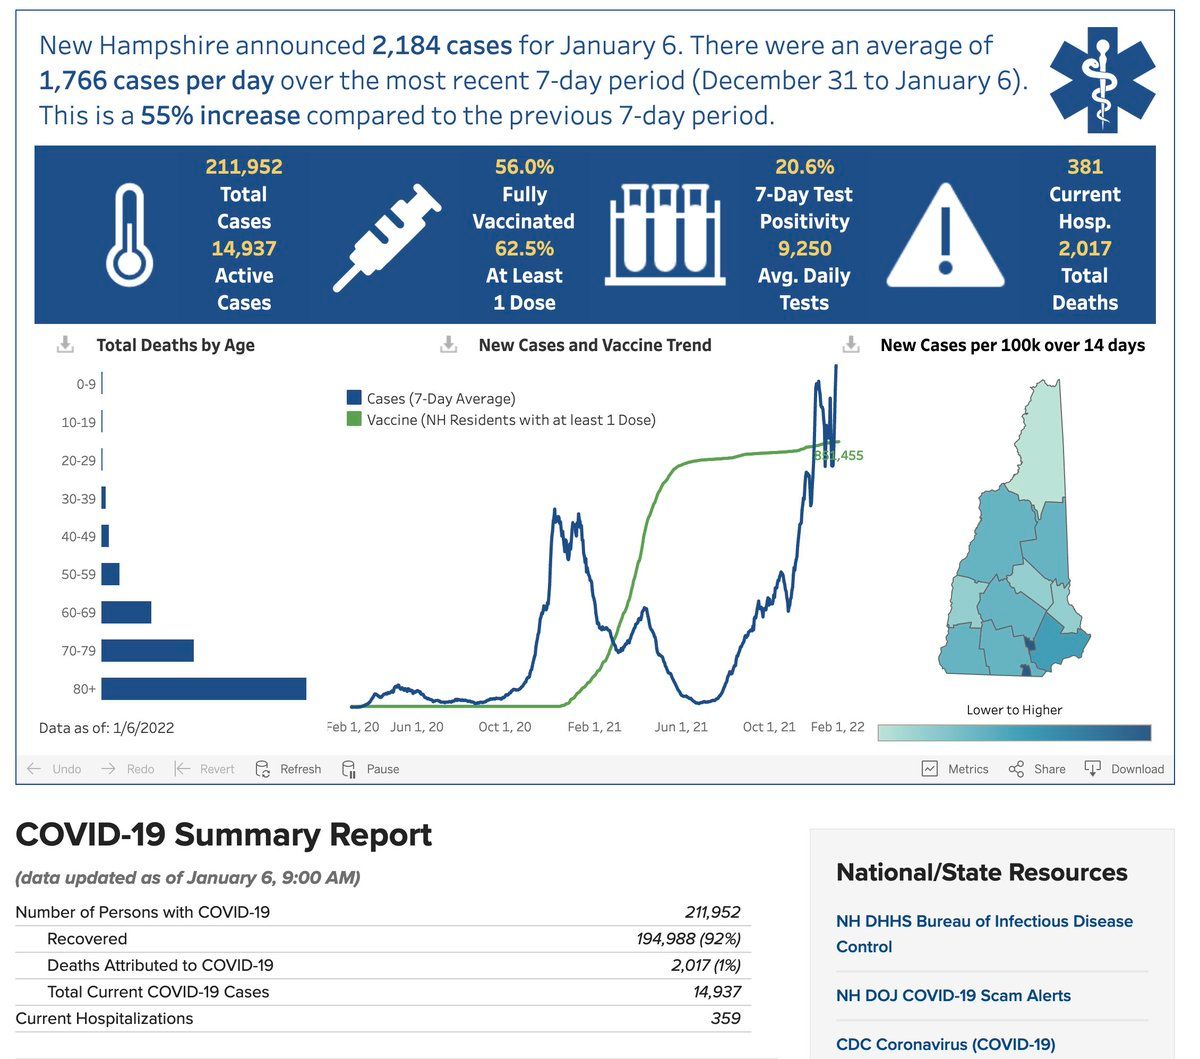 New Hampshire announced 2,184 cases for January 6. There were an average of
1,766 cases per day over the most recent 7-day period (December 31 to January 6).
This is a 55% increase compared to the previous 7-day period.
211,952
Total
Cases
14,937
Active
Cases
56.0%
Fully
Vaccinated
62.5%
At Least
1 Dose
20.6%
7-Day Test
Positivity
9,250
Avg. Daily
Tests
381
Current
Hosp.
2,017
Total
Deaths
Total Deaths by Age
0-9
10-19
20-29
30-39
40-49
50-59
60-69
70-79
80+
Data as of: 1/6/2022
New Cases and Vaccine Trend
Cases (7-Day Average)
Vaccine (NH Residents with at least 1 Dose)
851,455
Feb 1, 20 Jun 1, 20 Oct 1, 20 Feb 1, 21 Jun 1, 21 Oct 1, 21 Feb 1, 22
New Cases per 100k over 14 days
Lower to Higher
Undo Redo Revert Refresh Pause Metrics Share Download
COVID-19 Summary Report
(data updated as of January 6, 9:00 AM)
Number of Persons with COVID-19 211,952
Recovered 194,988 (92%)
Deaths Attributed to COVID-19 2,017 (1%)
Total Current COVID-19 Cases 14,937
Current Hospitalizations 359
National/State Resources
NH DHHS Bureau of Infectious Disease
Control
NH DOJ COVID-19 Scam Alerts
CDC Coronavirus (COVID-19)